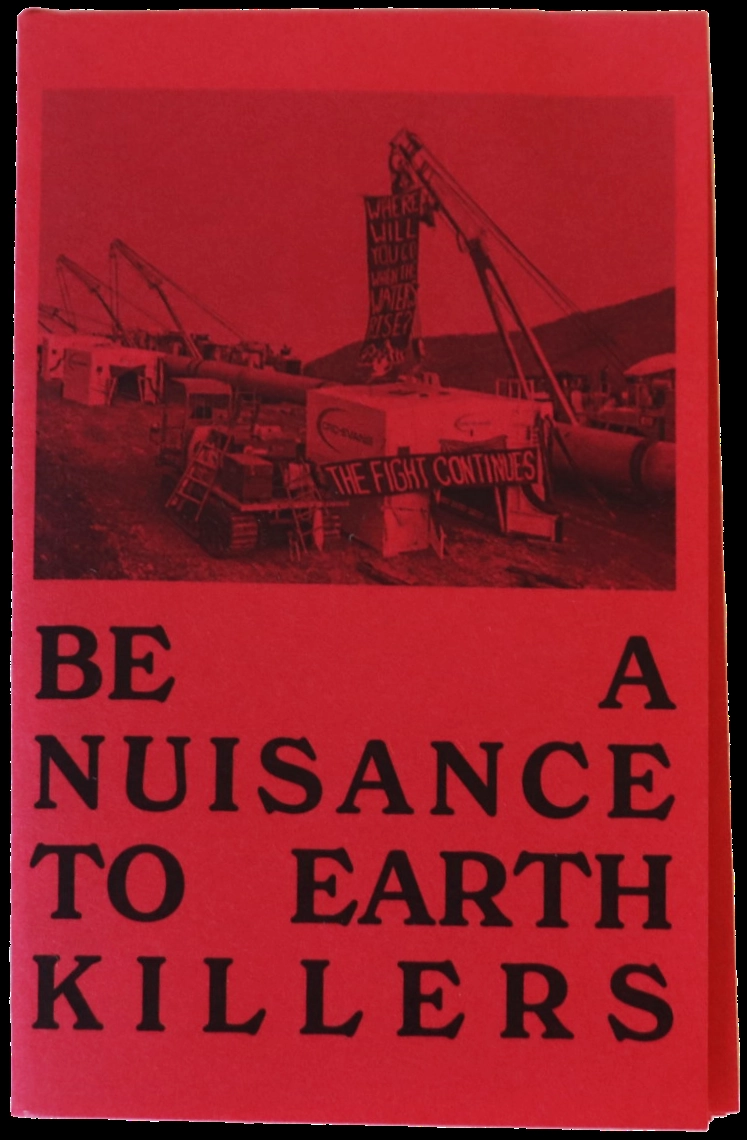 WHERE
WILL
YOU GO
WHEN THE
WATERS
RISE?
THE FIGHT CONTINUES
BE A
NUISANCE
TO EARTH
KILLERS